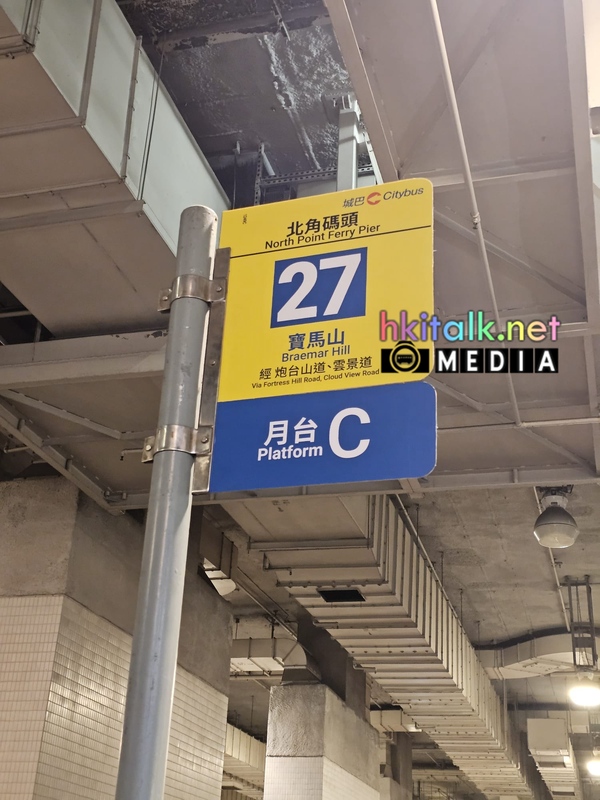 城巴 Citybus
北角碼頭
North Point Ferry Pier
27
寶馬山
Braemar Hill
經 炮台山道、雲景道
Via Fortress Hill Road, Cloud View Road
月台 C
Platform
hkitalk.net
MEDIA